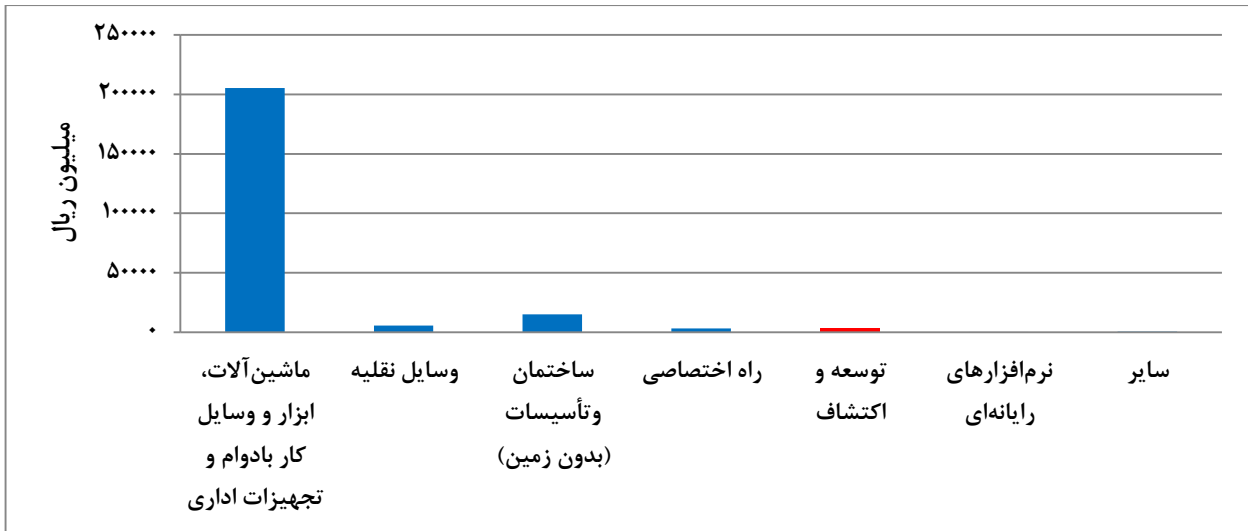 میلیون ریال
۲۵۰۰۰۰
۲۰۰۰۰۰
۱۵۰۰۰۰
۱۰۰۰۰۰
۵۰۰۰۰
۰
ماشین‌آلات،
ابزار و وسایل
کار بادوام و
تجهیزات اداری
وسایل نقلیه
ساختمان
وتأسیسات
(بدون زمین)
راه اختصاصی
توسعه و
اکتشاف
نرم‌افزارهای
رایانه‌ای
سایر